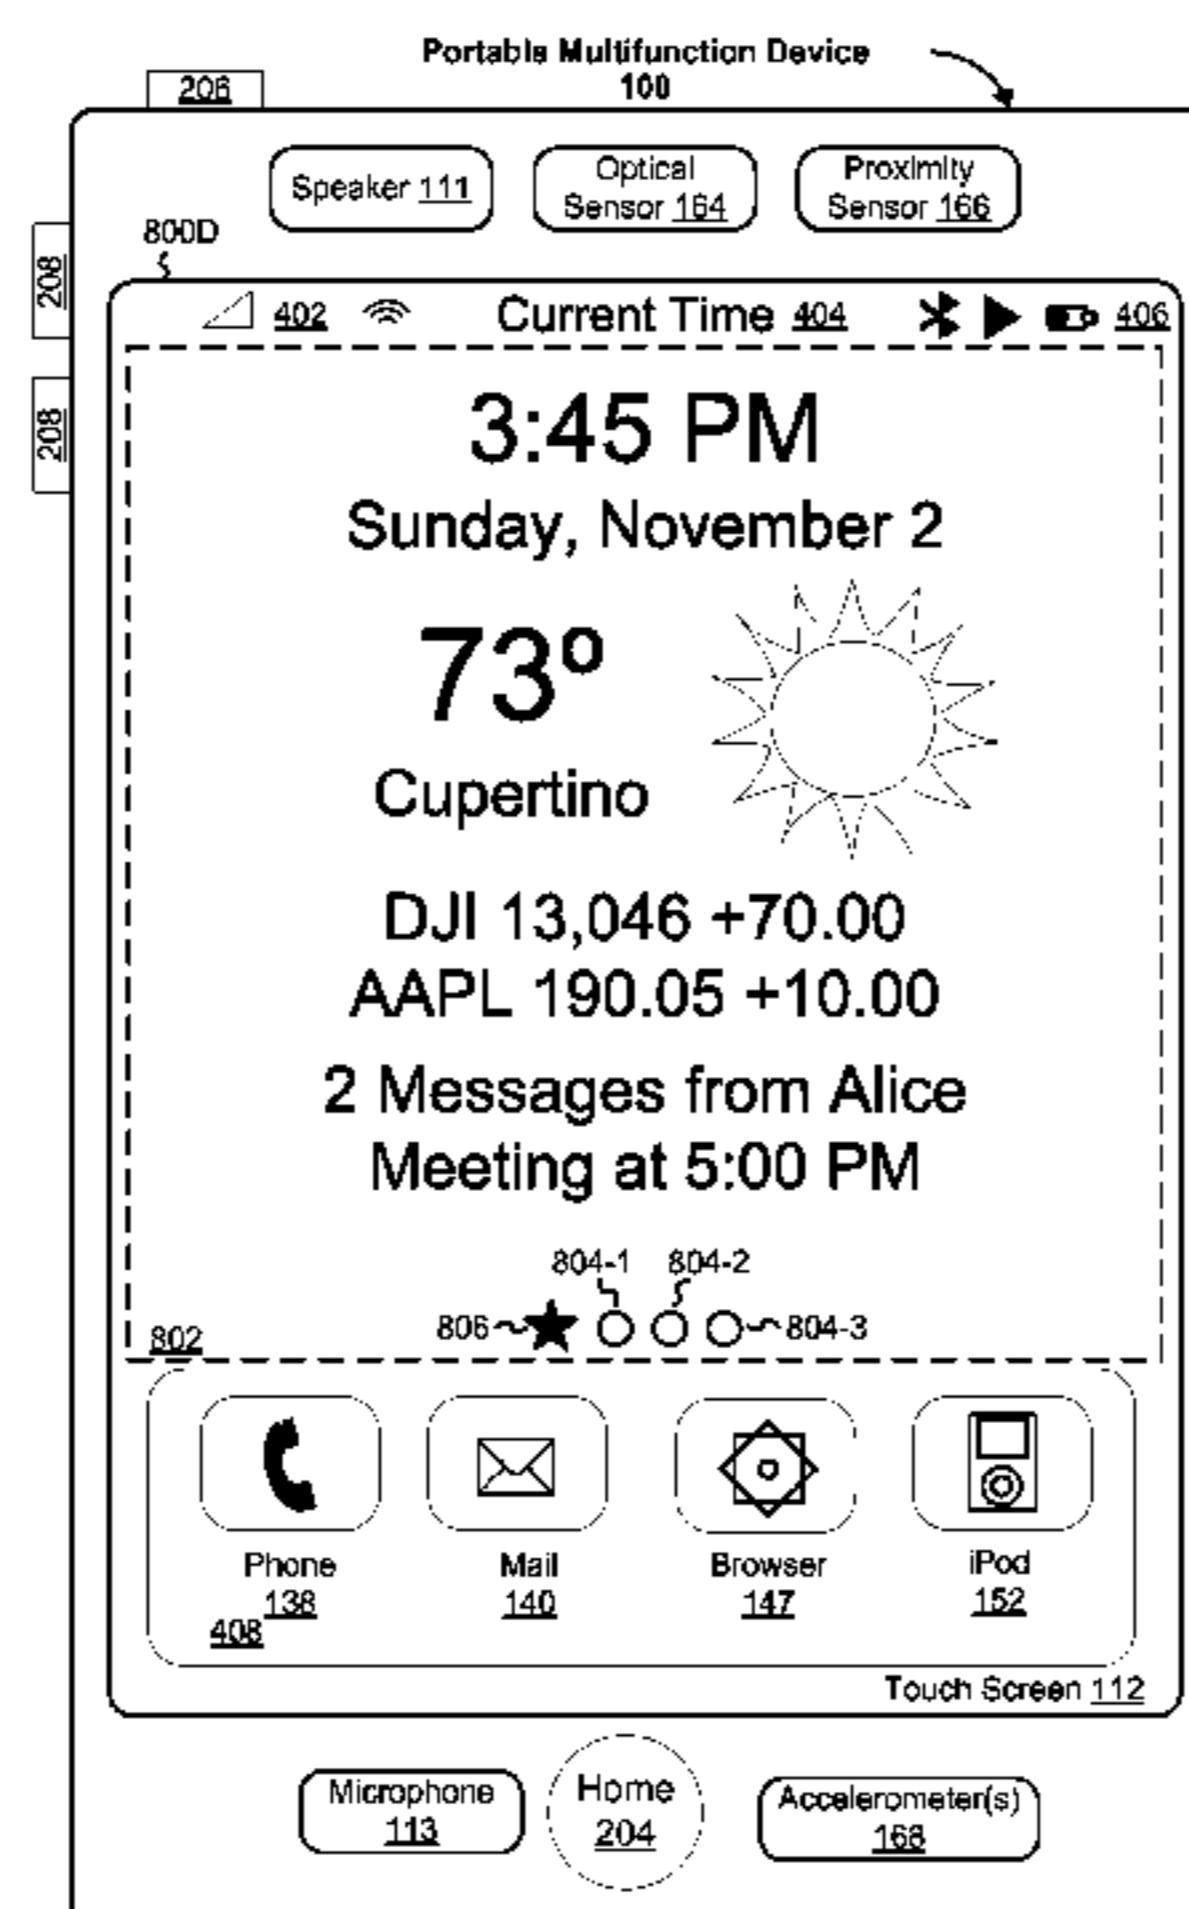 Portable Multifunction Device
100
206
Speaker 111
Optical
Sensor 164
Proximity
Sensor 166
800D
208
402
Current Time 404
406
208
3:45 PM
Sunday, November 2
73º
Cupertino
DJI 13,046 +70.00
AAPL 190.05 +10.00
2 Messages from Alice
Meeting at 5:00 PM
804-1 804-2
806
804-3
802
Phone
138
Mail
140
Browser
147
iPod
152
408
Touch Screen 112
Microphone
113
Home
204
Accelerometer(s)
168